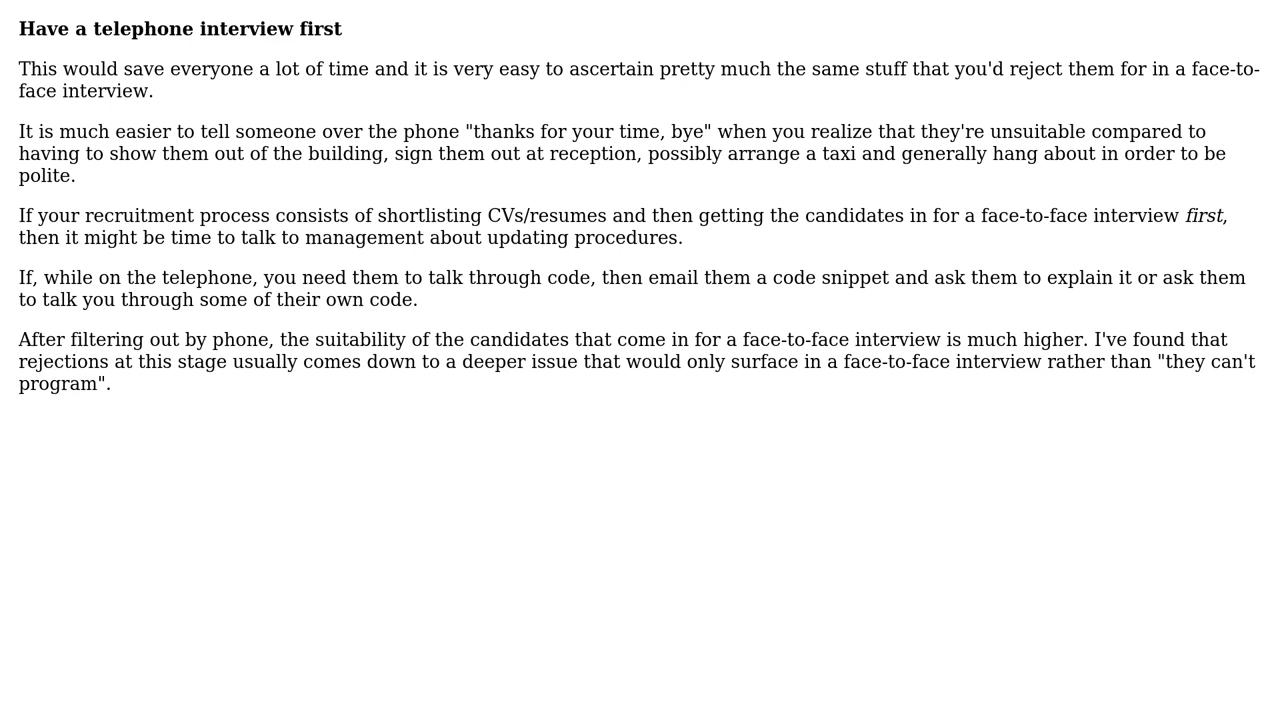 Have a telephone interview first
This would save everyone a lot of time and it is very easy to ascertain pretty much the same stuff that you'd reject them for in a face-to-
face interview.
It is much easier to tell someone over the phone "thanks for your time, bye" when you realize that they're unsuitable compared to
having to show them out of the building, sign them out at reception, possibly arrange a taxi and generally hang about in order to be
polite.
If your recruitment process consists of shortlisting CVs/resumes and then getting the candidates in for a face-to-face interview first,
then it might be time to talk to management about updating procedures.
If, while on the telephone, you need them to talk through code, then email them a code snippet and ask them to explain it or ask them
to talk you through some of their own code.
After filtering out by phone, the suitability of the candidates that come in for a face-to-face interview is much higher. I've found that
rejections at this stage usually comes down to a deeper issue that would only surface in a face-to-face interview rather than "they can't
program".